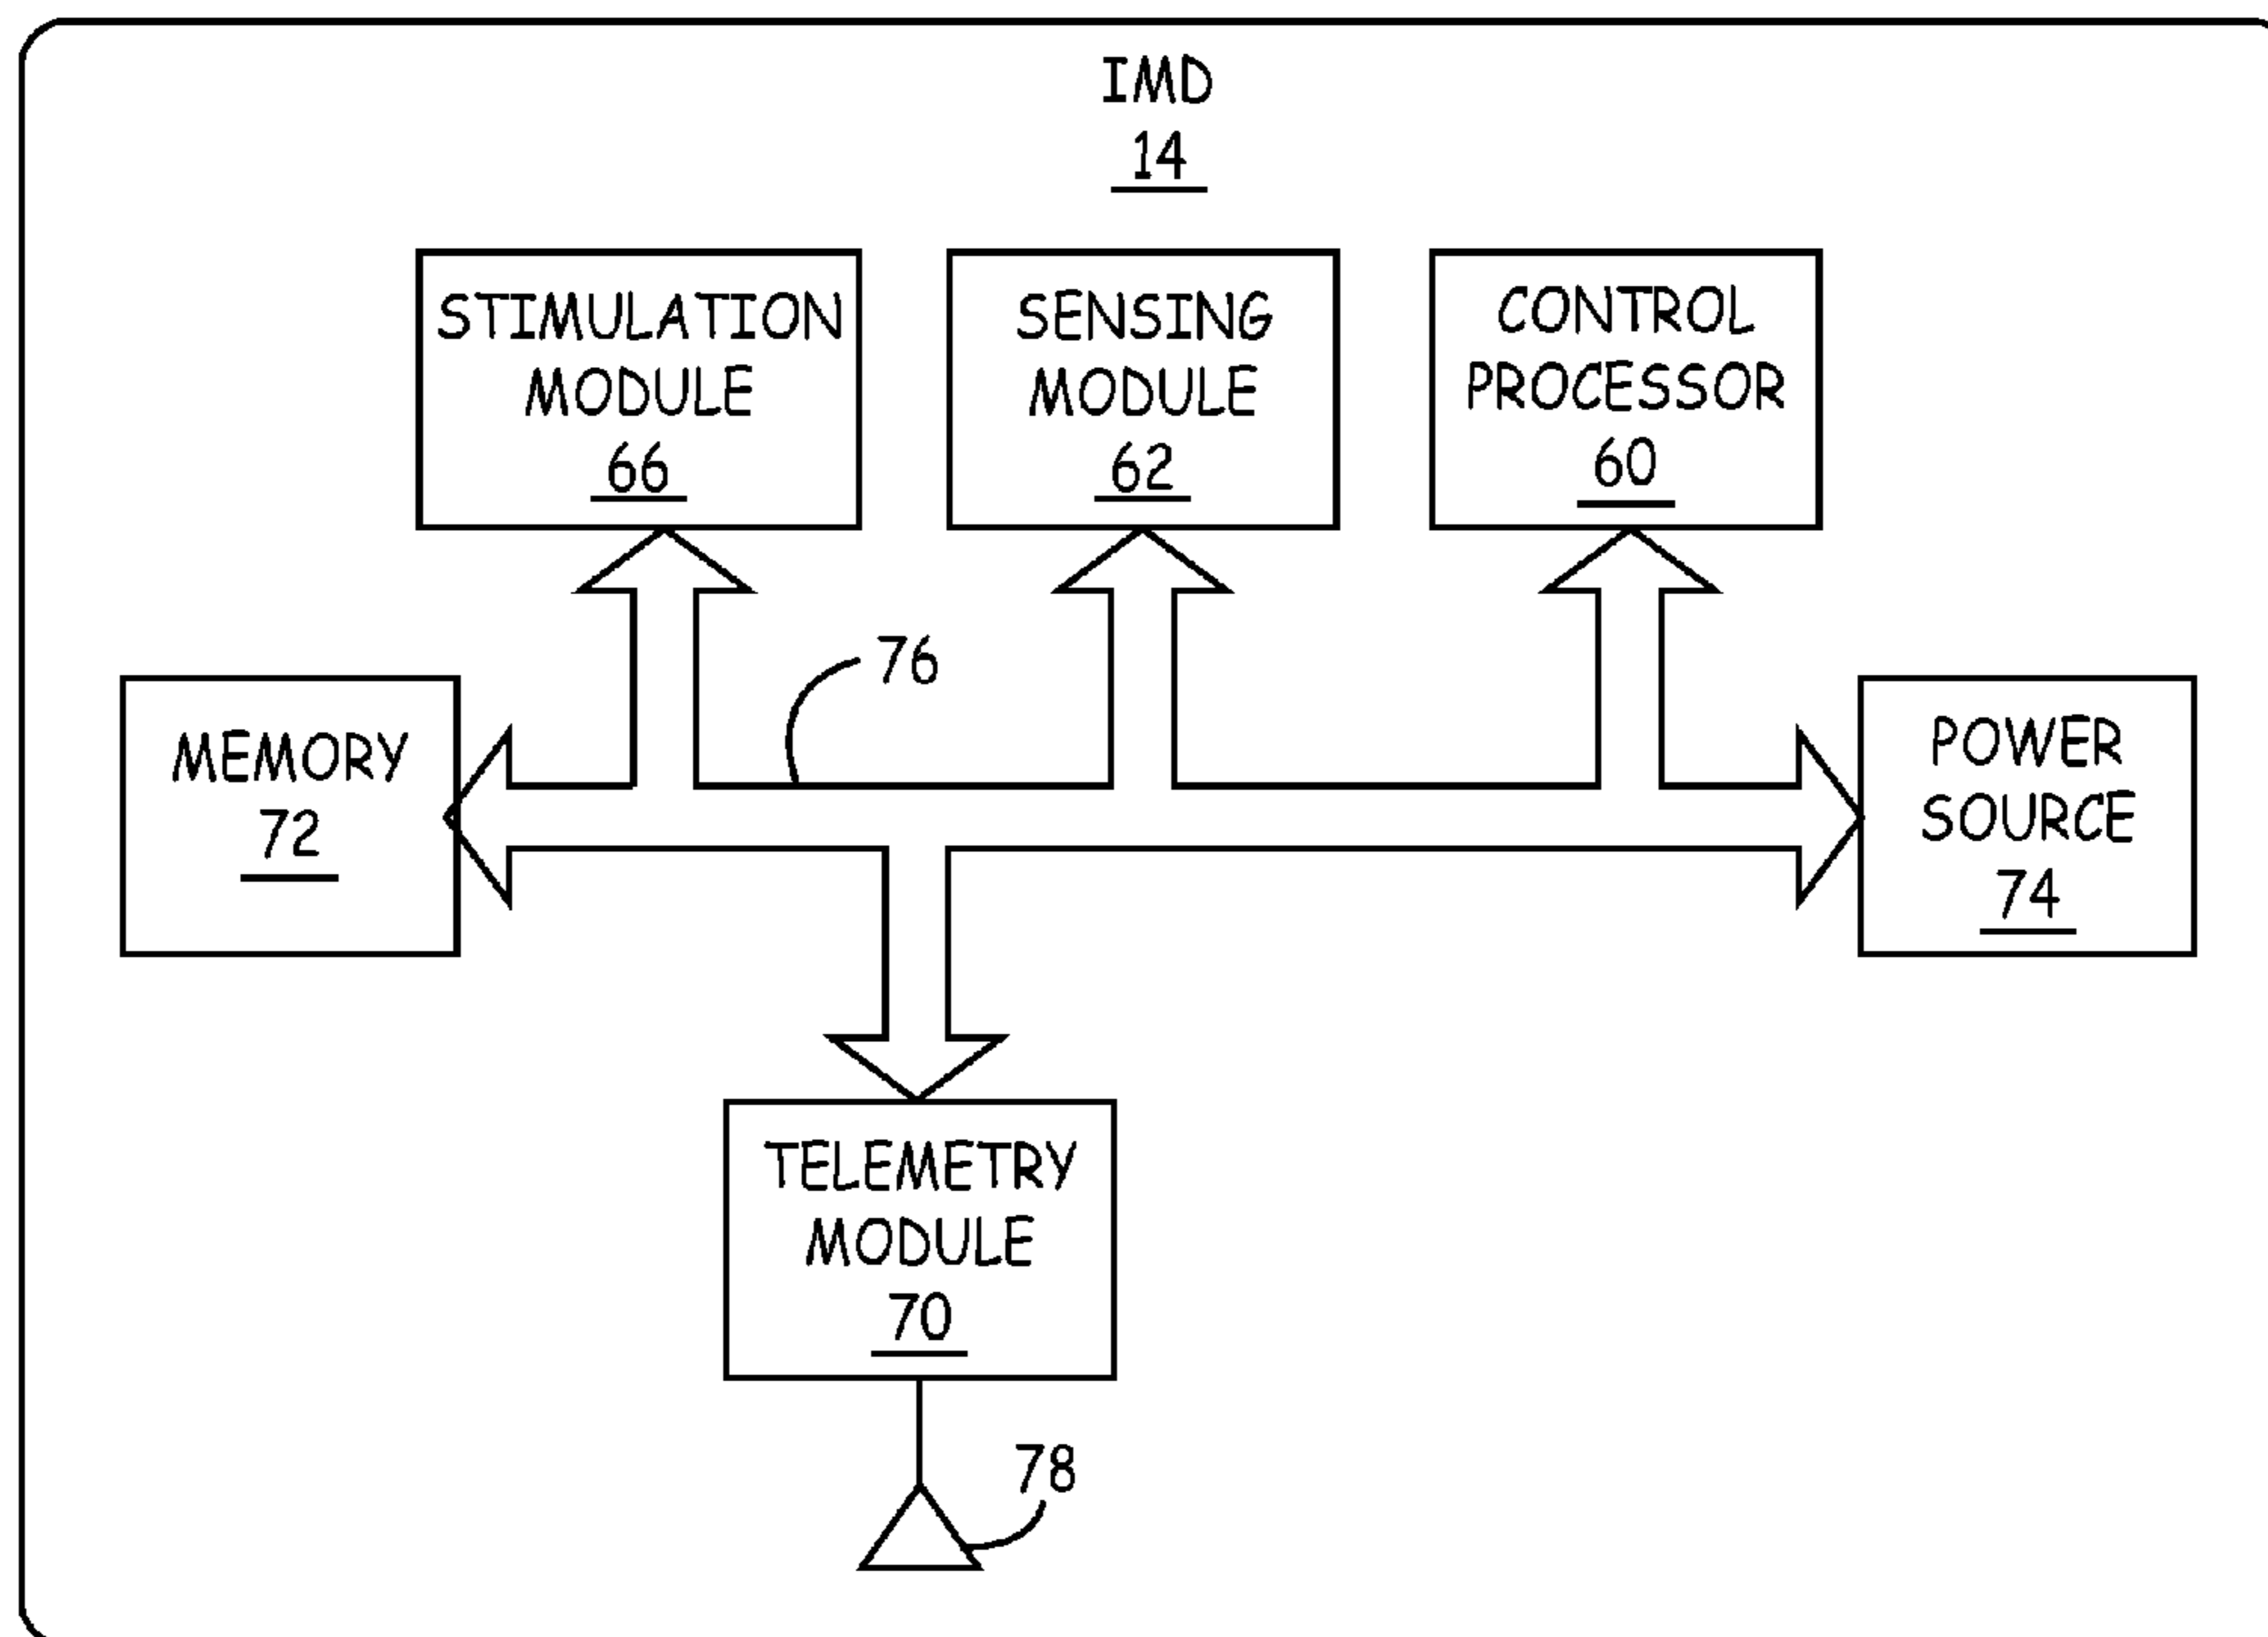 IMD
14
STIMULATION
MODULE
66
SENSING
MODULE
62
CONTROL
PROCESSOR
60
76
MEMORY
72
POWER
SOURCE
74
TELEMETRY
MODULE
70
78